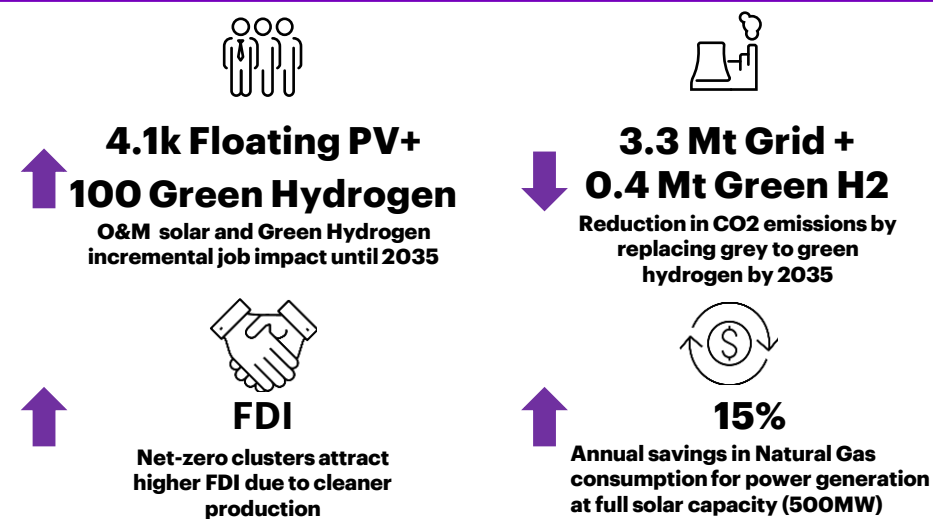 4.1k Floating PV+
100 Green Hydrogen
O&M solar and Green Hydrogen
incremental job impact until 2035
3.3 Mt Grid +
0.4 Mt Green H2
Reduction in CO2 emissions by
replacing grey to green
hydrogen by 2035
FDI
Net-zero clusters attract
higher FDI due to cleaner
production
$
15%
Annual savings in Natural Gas
consumption for power generation
at full solar capacity (500MW)